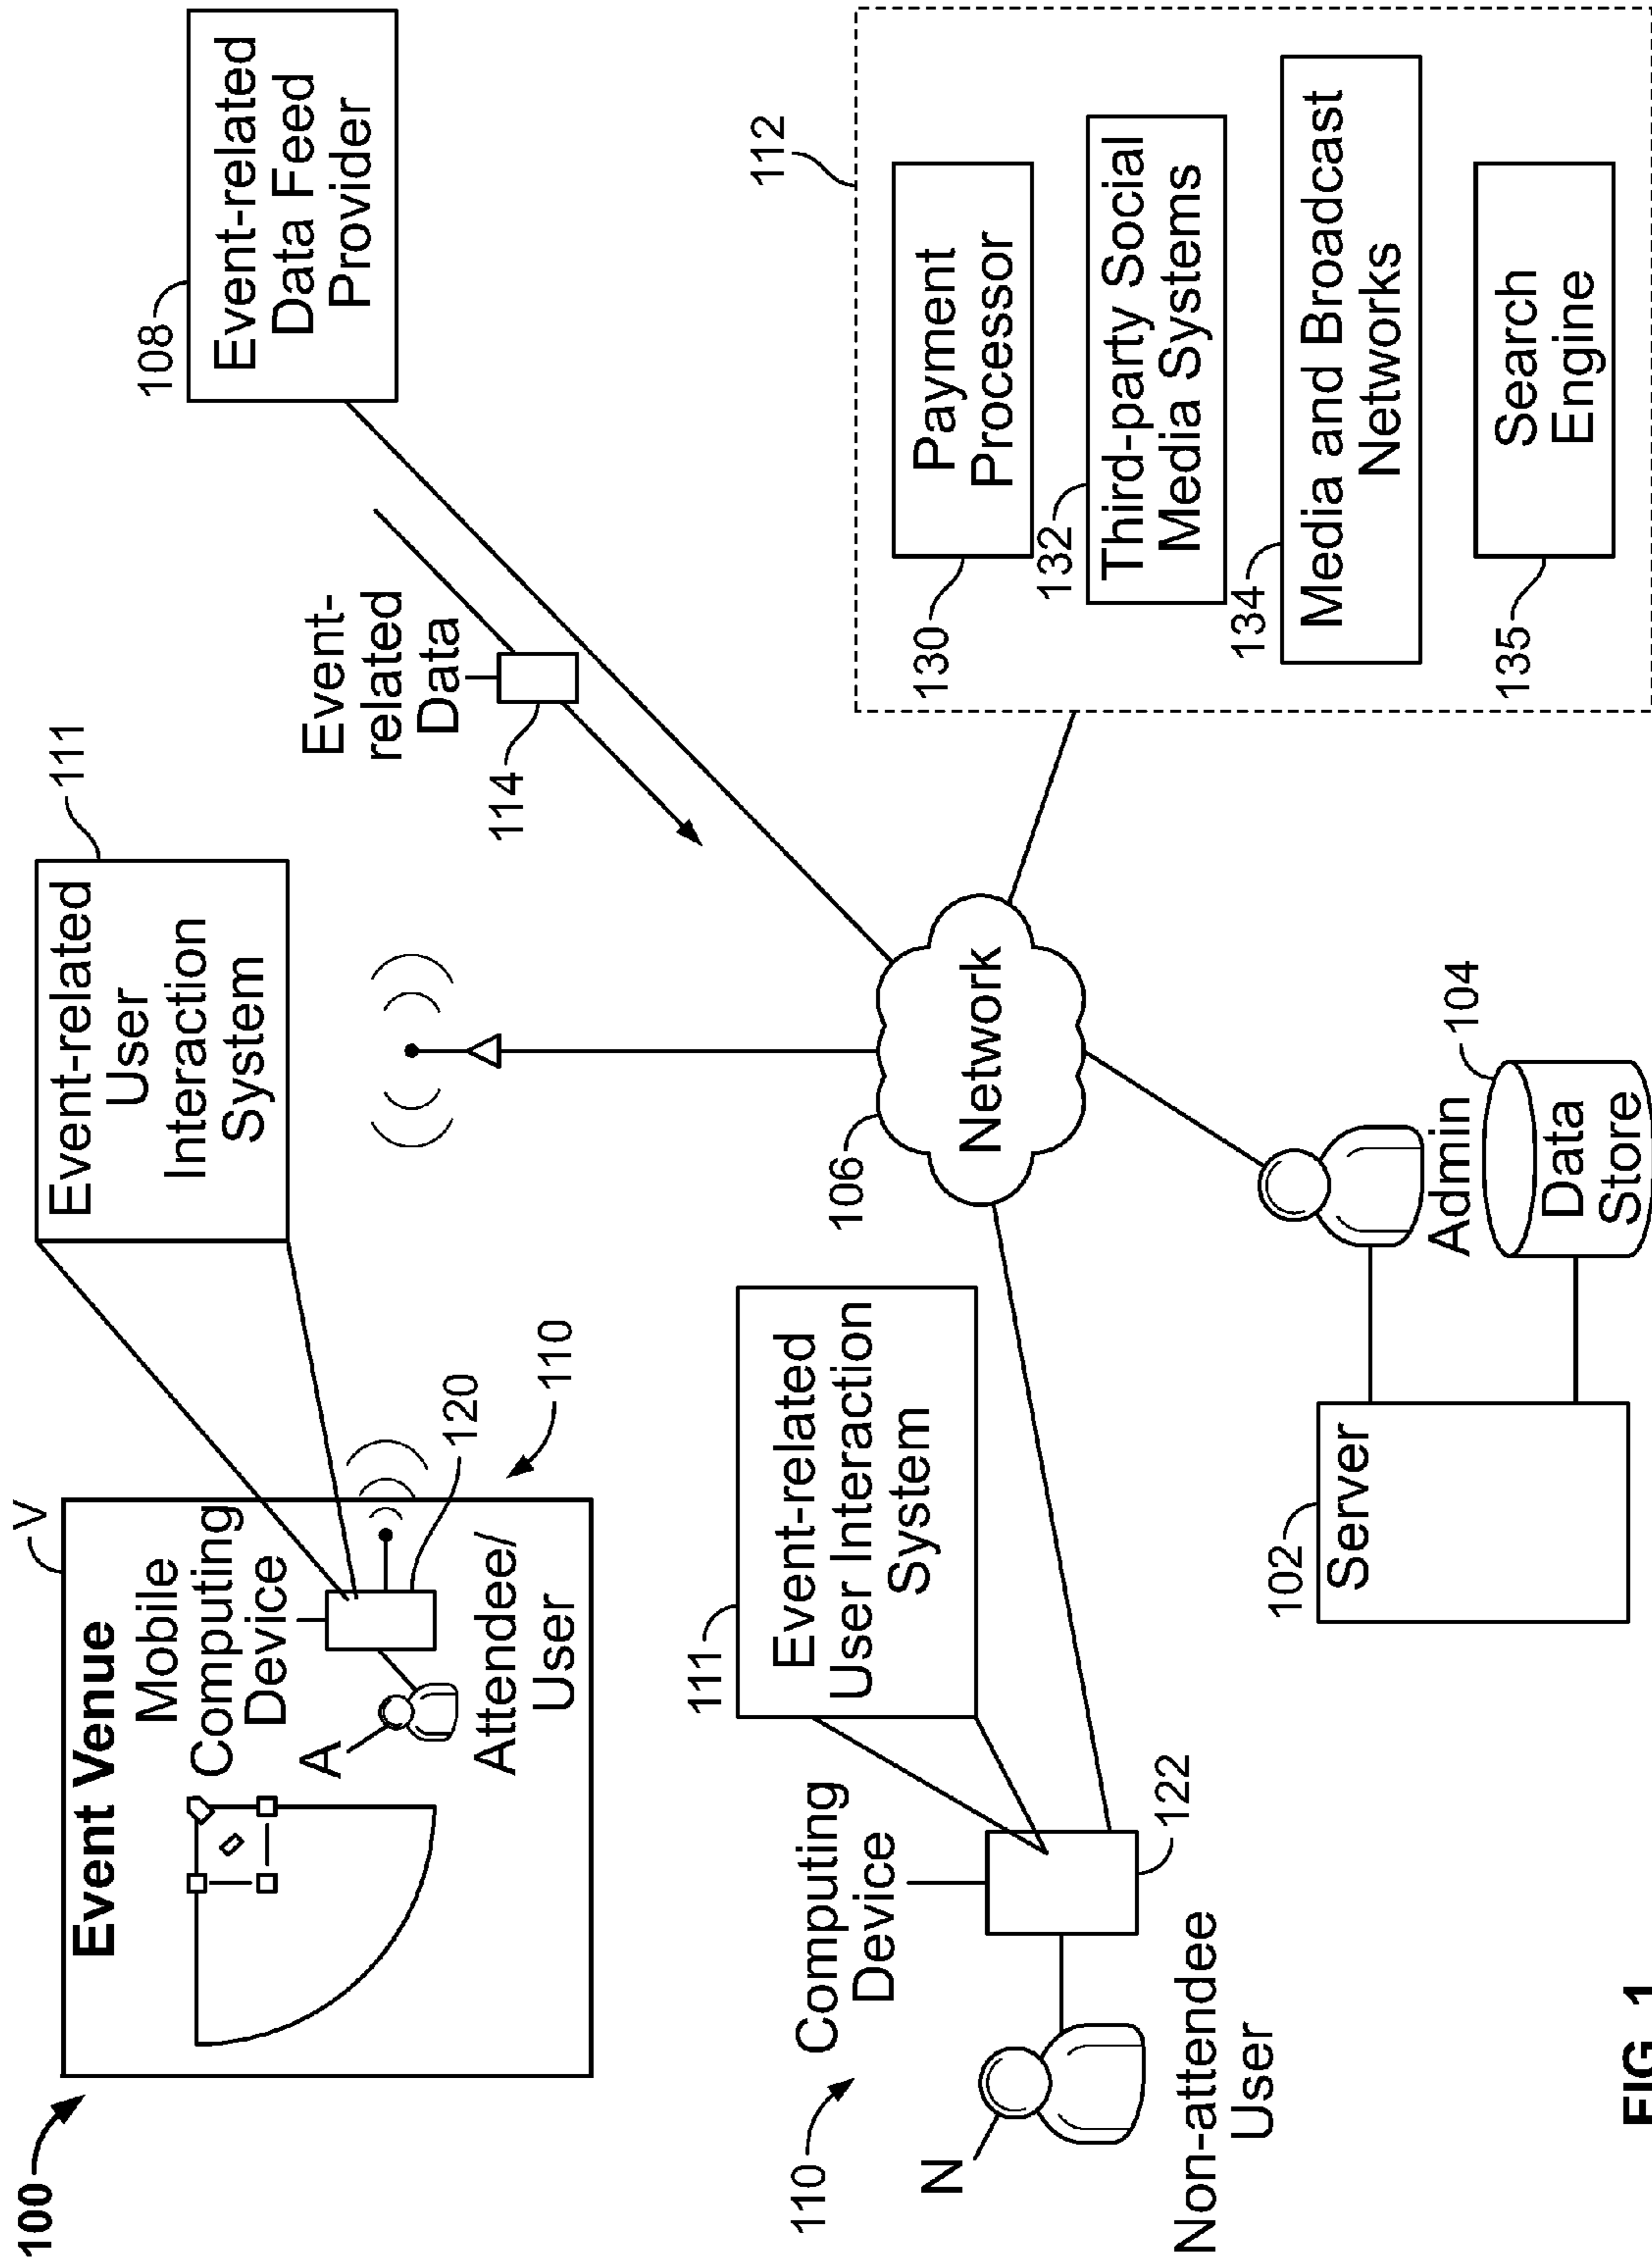 100
Event Venue
V
Mobile
Computing
Device
A
Attendee/
User
120
110
Event-related
User
Interaction
System
111
Event-
related
Data
114
108
Event-related
Data Feed
Provider
110
Computing
Device
N
Non-attendee
User
122
111
Event-related
User Interaction
System
106
Network
112
130
Payment
Processor
132
Third-party Social
Media Systems
134
Media and Broadcast
Networks
135
Search
Engine
102
Server
Admin
104
Data
Store
FIG. 1